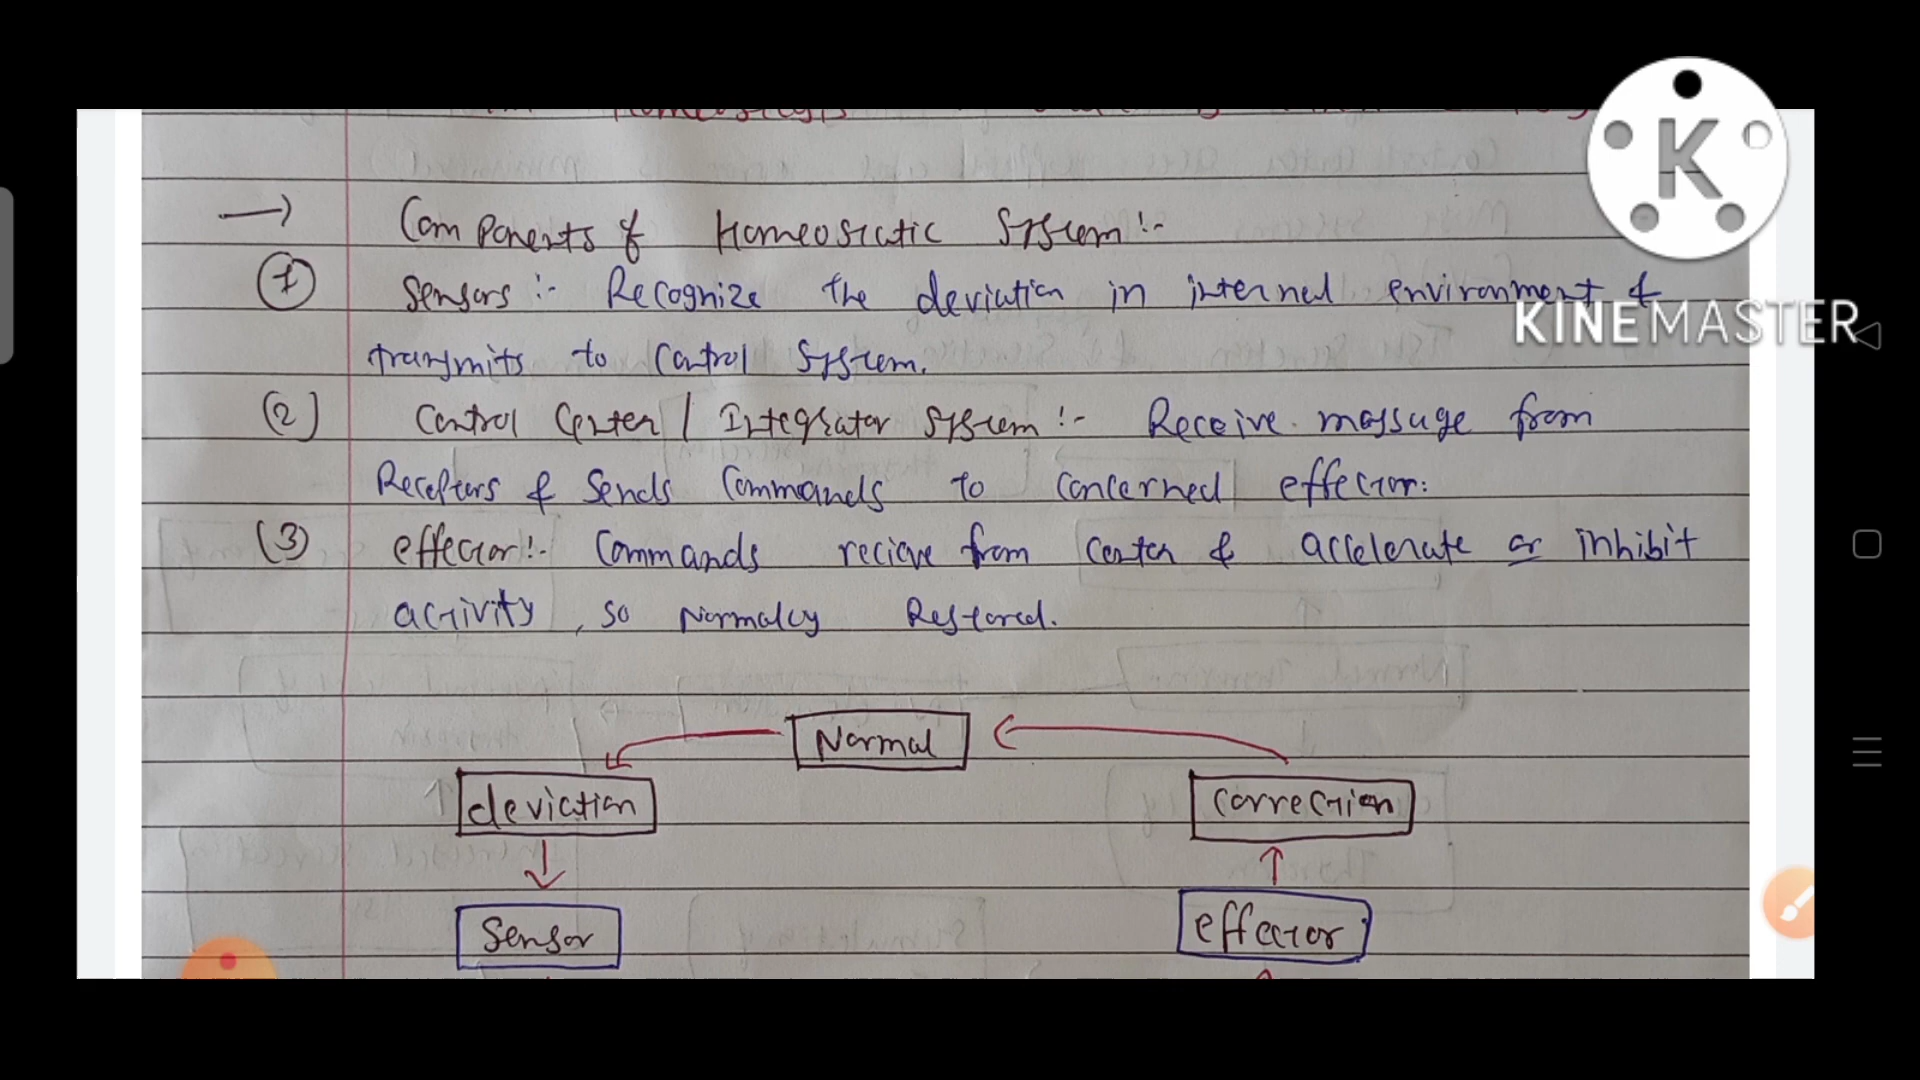 K
KINEMASTER
→ Components of Homeostatic System :-
① Sensors :- Recognize the deviation in internal environment &
transmits to Control System.
(2) Control Center / Integrator System :- Receive message from
Receptors & Sends Commands to concerned effector.
(3) effector :- Commands recieve from center & accelerate or inhibit
activity, so Normalcy Restored.
Normal
deviation
correction
Sensor
effector